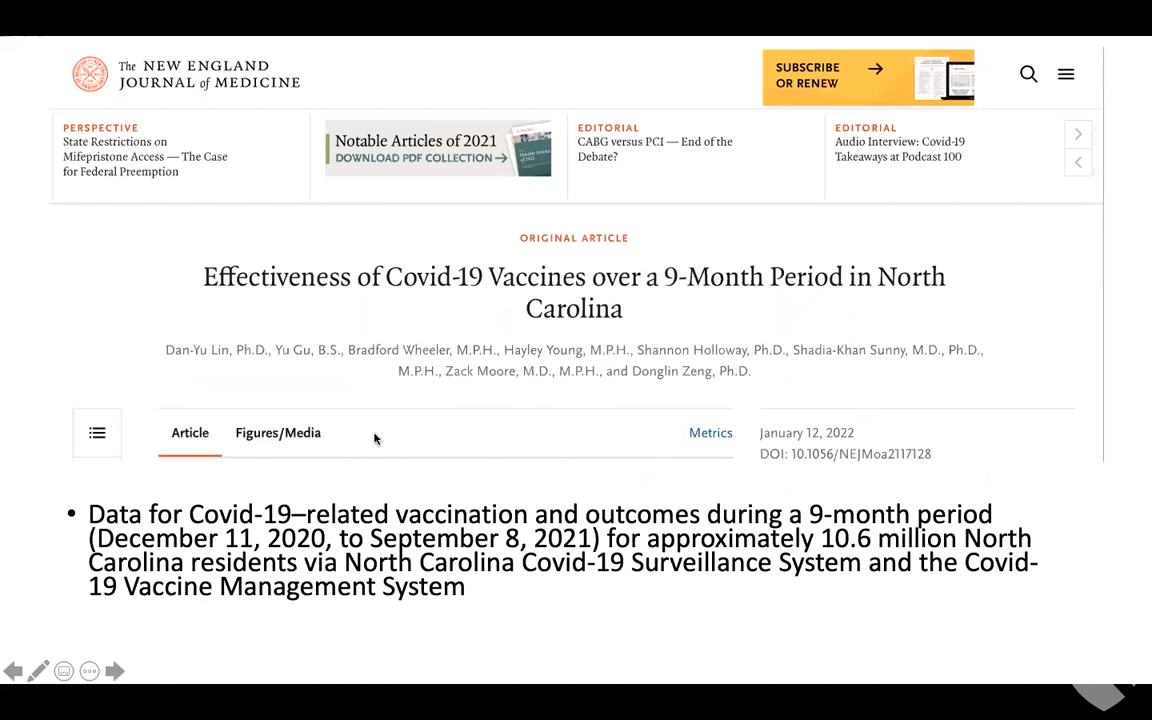 The NEW ENGLAND
JOURNAL of MEDICINE
SUBSCRIBE
OR RENEW
PERSPECTIVE
State Restrictions on
Mifepristone Access — The Case
for Federal Preemption
Notable Articles of 2021
DOWNLOAD PDF COLLECTION
EDITORIAL
CABG versus PCI — End of the
Debate?
EDITORIAL
Audio Interview: Covid-19
Takeaways at Podcast 100
ORIGINAL ARTICLE
Effectiveness of Covid-19 Vaccines over a 9-Month Period in North
Carolina
Dan-Yu Lin, Ph.D., Yu Gu, B.S., Bradford Wheeler, M.P.H., Hayley Young, M.P.H., Shannon Holloway, Ph.D., Shadia-Khan Sunny, M.D., Ph.D.,
M.P.H., Zack Moore, M.D., M.P.H., and Donglin Zeng, Ph.D.
Article Figures/Media Metrics
January 12, 2022
DOI: 10.1056/NEJMoa2117128
• Data for Covid-19–related vaccination and outcomes during a 9-month period
(December 11, 2020, to September 8, 2021) for approximately 10.6 million North
Carolina residents via North Carolina Covid-19 Surveillance System and the Covid-
19 Vaccine Management System